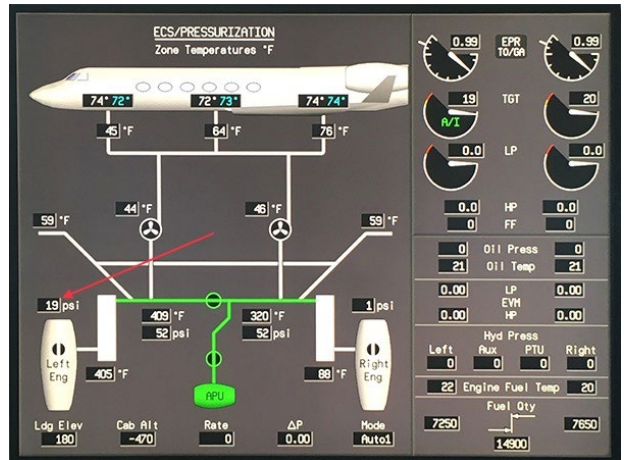 ECS/PRESSURIZATION
Zone Temperatures °F
74° 72° 72° 73° 74° 74°
45 °F 64 °F 76 °F
44 °F 46 °F
59 °F 59 °F
19 psi 1 psi
409 °F 320 °F
52 psi 52 psi
Left
Eng
Right
Eng
405 °F 88 °F
APU
Ldg Elev Cab Alt Rate ΔP Mode
180 -470 0 0.00 Auto1
0.99 EPR 0.99
TO/GA
19 TGT 20
A/I
0.0 LP 0.0
0.0 HP 0.0
0 FF 0
0 Oil Press 0
21 Oil Temp 21
0.00 LP 0.00
EVM
0.00 HP 0.00
Hyd Press
Left Aux PTU Right
0 0 0 0
22 Engine Fuel Temp 20
Fuel Qty
7250 7650
14900